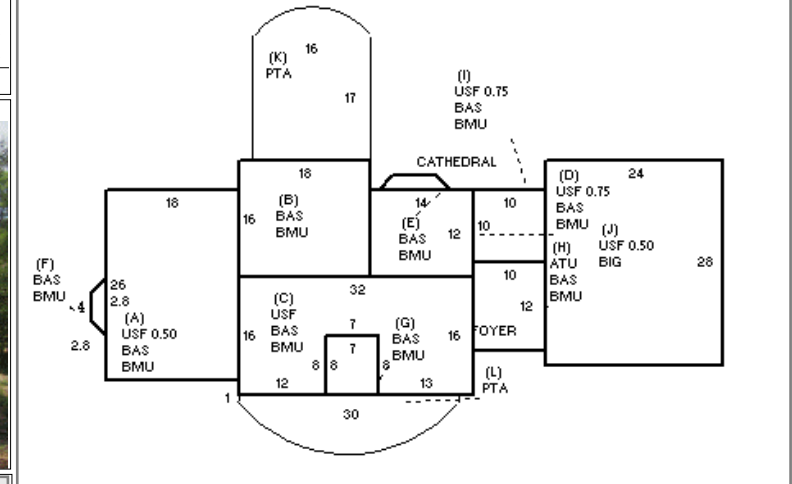 (K)
PTA
16
17
(I)
USF 0.75
BAS
BMU
CATHEDRAL
18
18
(B)
BAS
BMU
16
14
(E)
BAS
BMU
12
10
10
(D)
USF 0.75
BAS
BMU
24
(J)
USF 0.50
BIG
28
(H)
ATU
BAS
BMU
(F)
BAS
BMU
4
2.8
26
2.8
(A)
USF 0.50
BAS
BMU
32
(C)
USF
BAS
BMU
16
7
7
(G)
BAS
BMU
16
8
8
8
12
13
10
12
FOYER
(L)
PTA
1
30